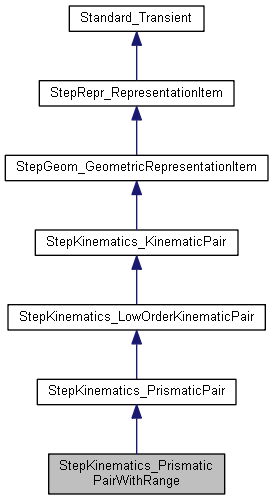 Standard_Transient
StepRepr_RepresentationItem
StepGeom_GeometricRepresentationItem
StepKinematics_KinematicPair
StepKinematics_LowOrderKinematicPair
StepKinematics_PrismaticPair
StepKinematics_Prismatic
PairWithRange